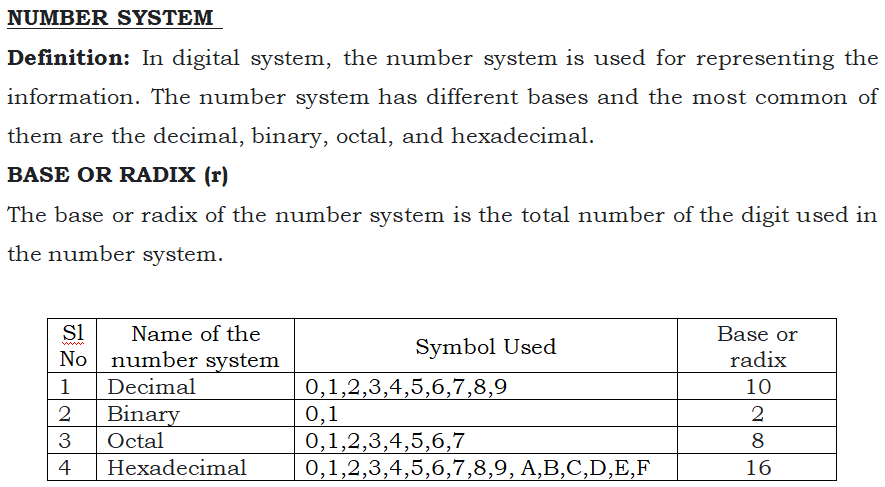 NUMBER SYSTEM
Definition: In digital system, the number system is used for representing the
information. The number system has different bases and the most common of
them are the decimal, binary, octal, and hexadecimal.
BASE OR RADIX (r)
The base or radix of the number system is the total number of the digit used in
the number system.
Sl No Name of the number system Symbol Used Base or radix
1 Decimal 0,1,2,3,4,5,6,7,8,9 10
2 Binary 0,1 2
3 Octal 0,1,2,3,4,5,6,7 8
4 Hexadecimal 0,1,2,3,4,5,6,7,8,9, A,B,C,D,E,F 16